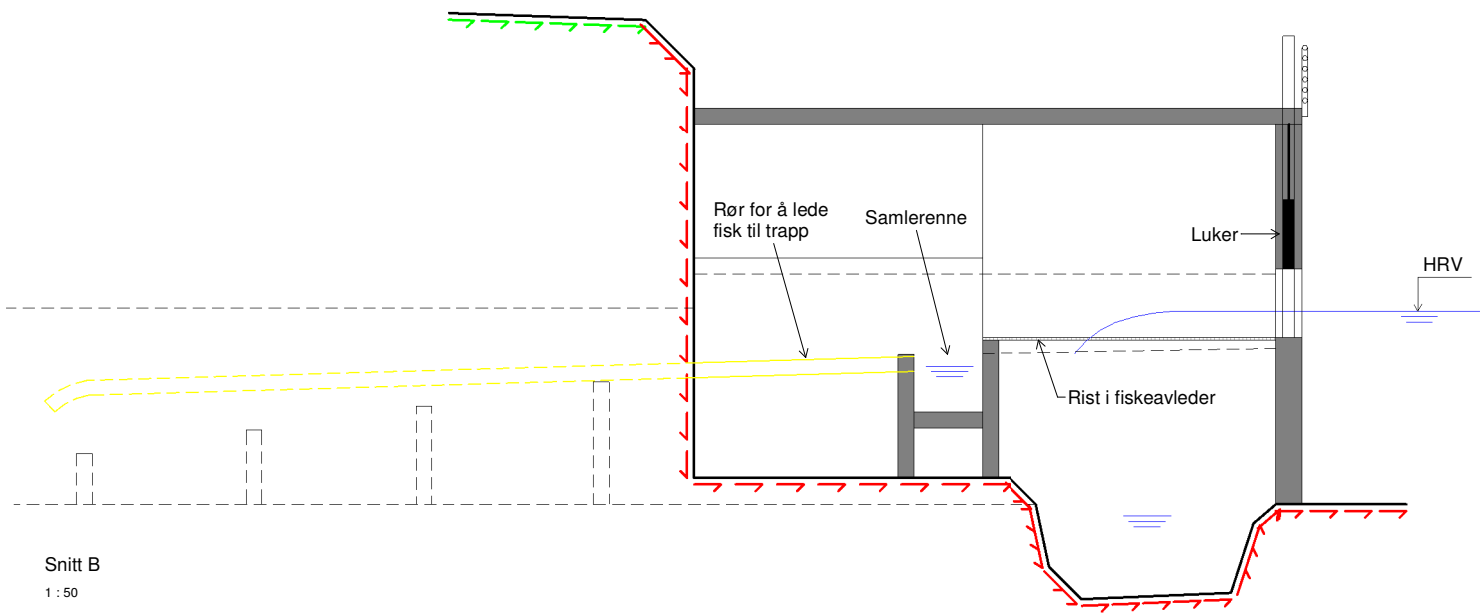 Rør for å lede
fisk til trapp
Samlerenne
Luker
HRV
Rist i fiskeavleder
Snitt B
1 : 50